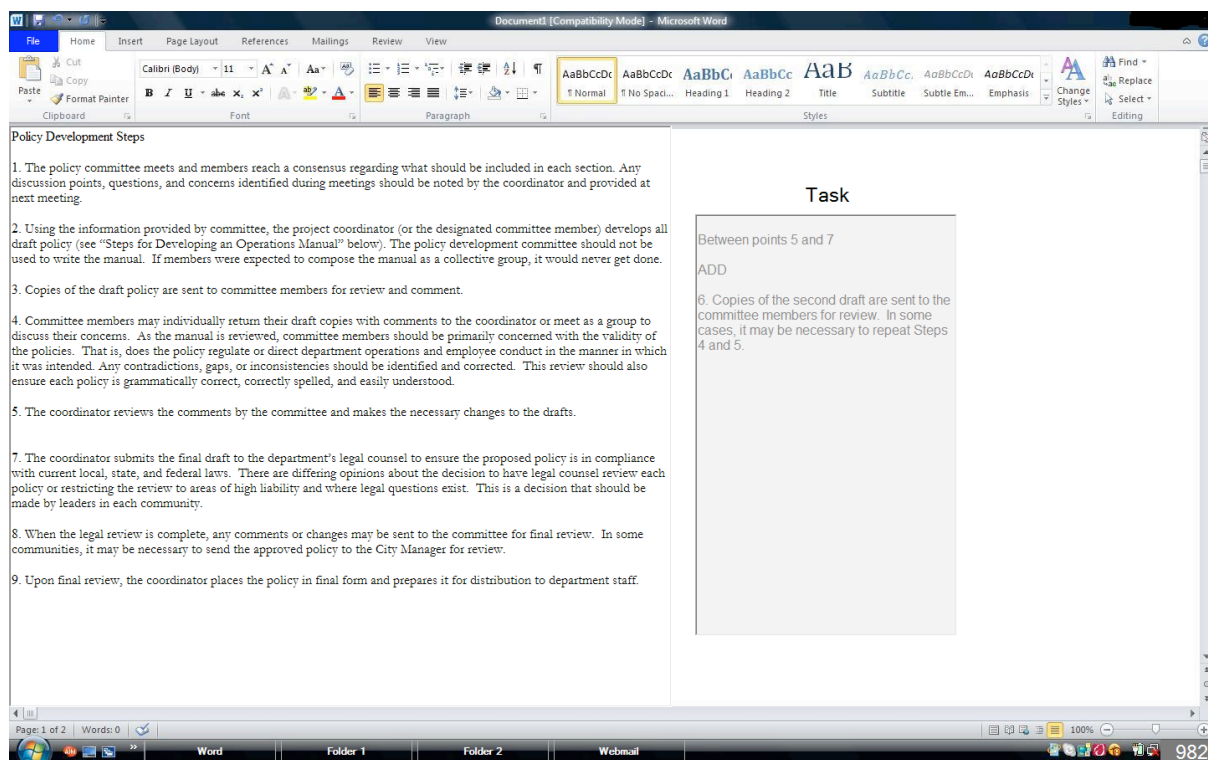 Document1 [Compatibility Mode] - Microsoft Word
File Home Insert Page Layout References Mailings Review View
Paste
Cut
Copy
Format Painter
Clipboard
Calibri (Body) 11
Font
Paragraph
AaBbCcDc AaBbCcDc AaBbC AaBbCc AaB AaBbCc. AaBbCcDc AaBbCcDc
¶ Normal ¶ No Spaci... Heading 1 Heading 2 Title Subtitle Subtle Em... Emphasis
Styles
Change Styles
Find
Replace
Select
Editing
Policy Development Steps
1. The policy committee meets and members reach a consensus regarding what should be included in each section. Any
discussion points, questions, and concerns identified during meetings should be noted by the coordinator and provided at
next meeting.
2. Using the information provided by committee, the project coordinator (or the designated committee member) develops all
draft policy (see “Steps for Developing an Operations Manual” below). The policy development committee should not be
used to write the manual. If members were expected to compose the manual as a collective group, it would never get done.
3. Copies of the draft policy are sent to committee members for review and comment.
4. Committee members may individually return their draft copies with comments to the coordinator or meet as a group to
discuss their concerns. As the manual is reviewed, committee members should be primarily concerned with the validity of
the policies. That is, does the policy regulate or direct department operations and employee conduct in the manner in which
it was intended. Any contradictions, gaps, or inconsistencies should be identified and corrected. This review should also
ensure each policy is grammatically correct, correctly spelled, and easily understood.
5. The coordinator reviews the comments by the committee and makes the necessary changes to the drafts.
7. The coordinator submits the final draft to the department’s legal counsel to ensure the proposed policy is in compliance
with current local, state, and federal laws. There are differing opinions about the decision to have legal counsel review each
policy or restricting the review to areas of high liability and where legal questions exist. This is a decision that should be
made by leaders in each community.
8. When the legal review is complete, any comments or changes may be sent to the committee for final review. In some
communities, it may be necessary to send the approved policy to the City Manager for review.
9. Upon final review, the coordinator places the policy in final form and prepares it for distribution to department staff.
Task
Between points 5 and 7
ADD
6. Copies of the second draft are sent to the
committee members for review. In some
cases, it may be necessary to repeat Steps
4 and 5.
Page: 1 of 2 Words: 0 100%
Word Folder 1 Folder 2 Webmail 982